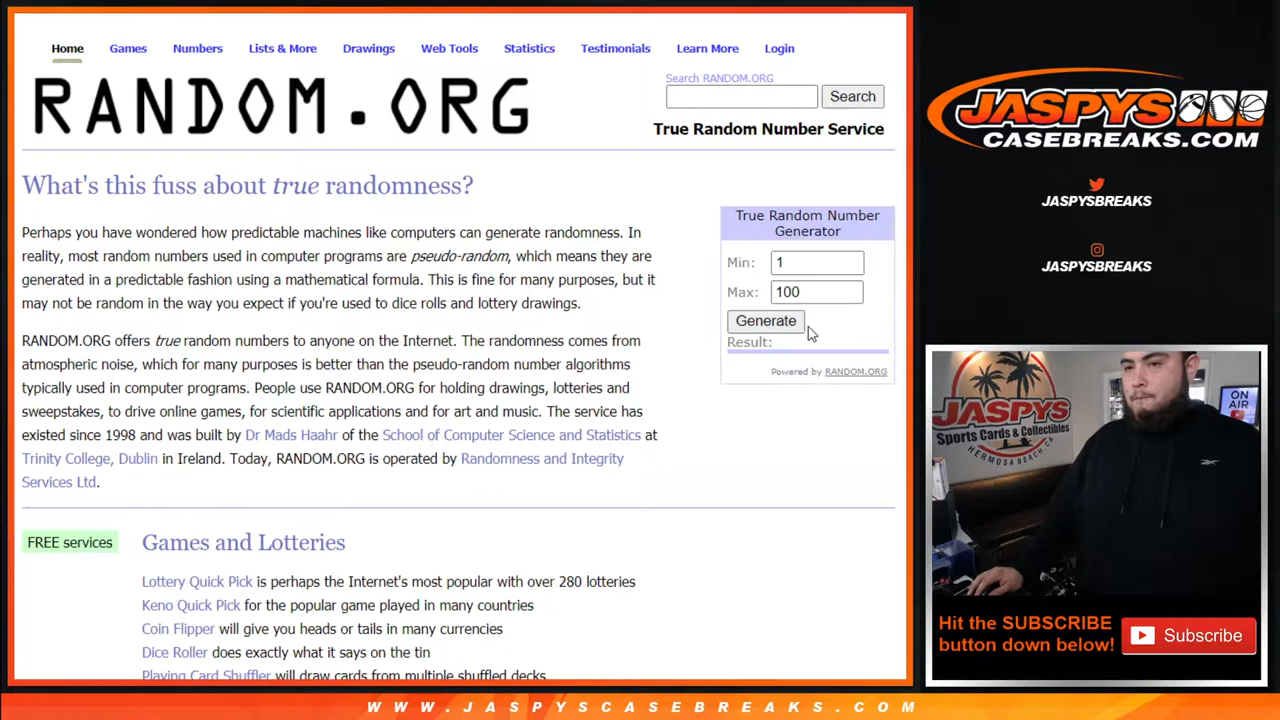 Home Games Numbers Lists & More Drawings Web Tools Statistics Testimonials Learn More Login
RANDOM.ORG
Search RANDOM.ORG
Search
True Random Number Service
What's this fuss about true randomness?
Perhaps you have wondered how predictable machines like computers can generate randomness. In
reality, most random numbers used in computer programs are pseudo-random, which means they are
generated in a predictable fashion using a mathematical formula. This is fine for many purposes, but it
may not be random in the way you expect if you're used to dice rolls and lottery drawings.
RANDOM.ORG offers true random numbers to anyone on the Internet. The randomness comes from
atmospheric noise, which for many purposes is better than the pseudo-random number algorithms
typically used in computer programs. People use RANDOM.ORG for holding drawings, lotteries and
sweepstakes, to drive online games, for scientific applications and for art and music. The service has
existed since 1998 and was built by Dr Mads Haahr of the School of Computer Science and Statistics at
Trinity College, Dublin in Ireland. Today, RANDOM.ORG is operated by Randomness and Integrity
Services Ltd.
True Random Number
Generator
Min: 1
Max: 100
Generate
Result:
Powered by RANDOM.ORG
FREE services
Games and Lotteries
Lottery Quick Pick is perhaps the Internet's most popular with over 280 lotteries
Keno Quick Pick for the popular game played in many countries
Coin Flipper will give you heads or tails in many currencies
Dice Roller does exactly what it says on the tin
Playing Card Shuffler will draw cards from multiple shuffled decks
JASPYS
CASEBREAKS.COM
JASPYSBREAKS
JASPYSBREAKS
JASPYS
Sports Cards & Collectibles
HERMOSA BEACH, CA
ON
AIR
Hit the SUBSCRIBE
button down below!
Subscribe
WWW.JASPYSCASEBREAKS.COM